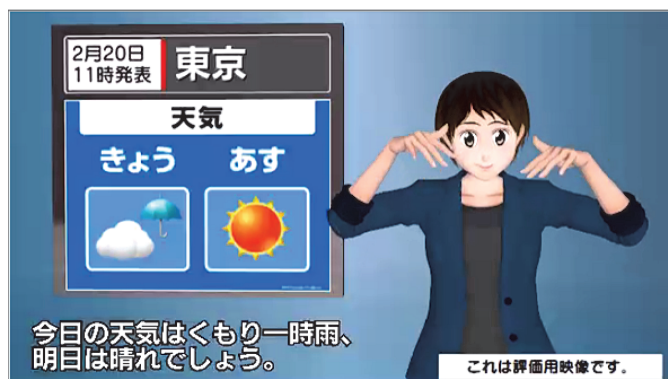 2月20日
11時発表
東京
天気
きょう
あす
今日の天気はくもり一時雨、
明日は晴れでしょう。
これは評価用映像です。